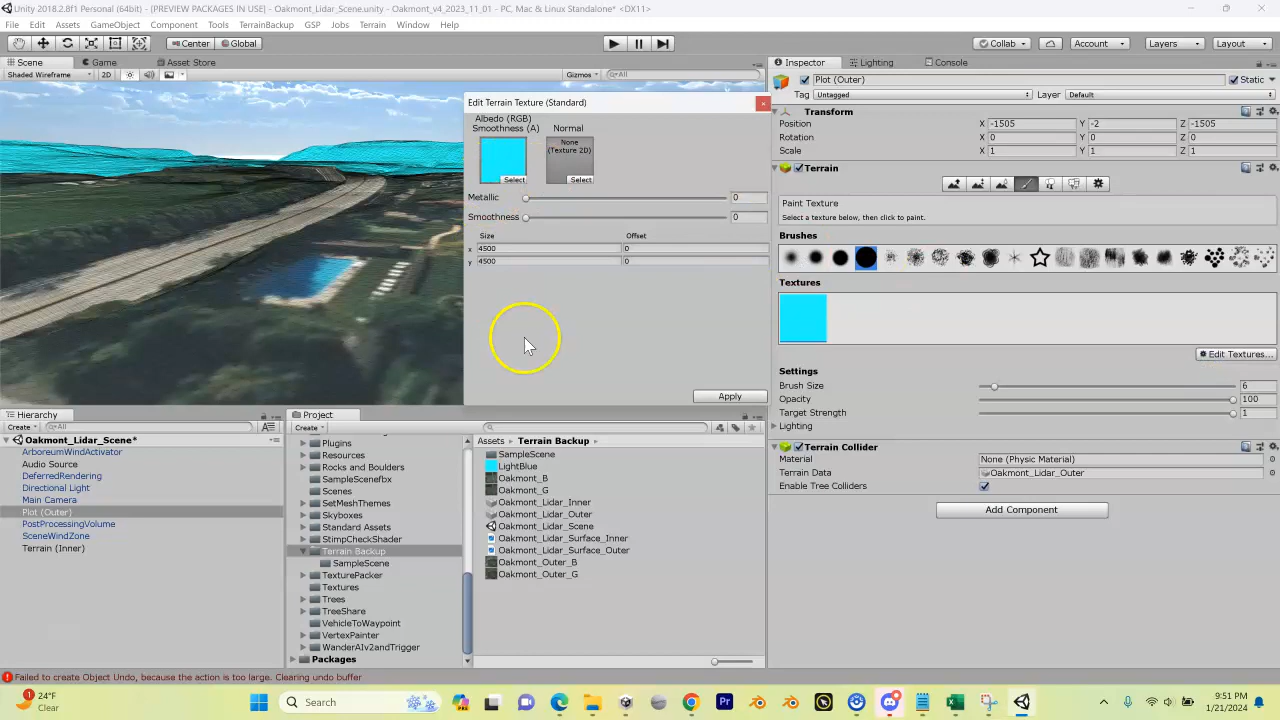 Unity 2018.2.8f1 Personal (64bit) - [PREVIEW PACKAGES IN USE] - Oakmont_Lidar_Scene.unity - Oakmont_v4_2023_11_01 - PC, Mac & Linux Standalone* <DX11>
File Edit Assets GameObject Component Tools TerrainBackup GSP Jobs Terrain Window Help
Center Global Collab Account Layers Layout
Scene Game Asset Store
Shaded Wireframe 2D Gizmos All
Edit Terrain Texture (Standard)
Albedo (RGB)
Smoothness (A) Normal
None
(Texture 2D)
Select Select
Metallic 0
Smoothness 0
Size Offset
x 4500 0
y 4500 0
Apply
Inspector Lighting Console
Plot (Outer) Static
Tag Untagged Layer Default
Transform
Position X -1505 Y -2 Z -1505
Rotation X 0 Y 0 Z 0
Scale X 1 Y 1 Z 1
Terrain
Paint Texture
Select a texture below, then click to paint.
Brushes
Textures
Edit Textures...
Settings
Brush Size 6
Opacity 100
Target Strength 1
Lighting
Terrain Collider
Material None (Physic Material)
Terrain Data Oakmont_Lidar_Outer
Enable Tree Colliders
Add Component
Hierarchy
Create All
Oakmont_Lidar_Scene*
ArboreumWindActivator
Audio Source
DeferredRendering
Directional Light
Main Camera
Plot (Outer)
PostProcessingVolume
SceneWindZone
Terrain (Inner)
Project
Create
Plugins
Resources
Rocks and Boulders
SampleScenefbx
Scenes
SetMeshThemes
Skyboxes
Standard Assets
StimpCheckShader
Terrain Backup
SampleScene
TexturePacker
Textures
Trees
TreeShare
VehicleToWaypoint
VertexPainter
WanderAIv2andTrigger
Packages
Assets Terrain Backup
SampleScene
LightBlue
Oakmont_B
Oakmont_G
Oakmont_Lidar_Inner
Oakmont_Lidar_Outer
Oakmont_Lidar_Scene
Oakmont_Lidar_Surface_Inner
Oakmont_Lidar_Surface_Outer
Oakmont_Outer_B
Oakmont_Outer_G
Failed to create Object Undo, because the action is too large. Clearing undo buffer
1
24°F
Clear
Search
Pr
9:51 PM
1/21/2024